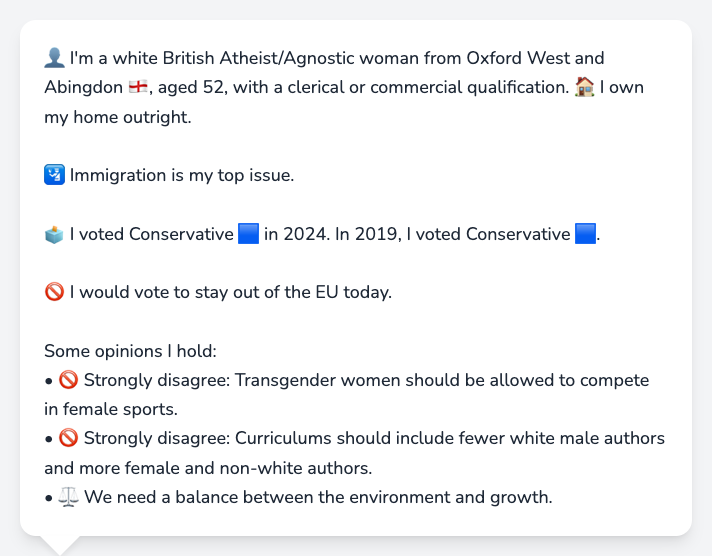 👤 I'm a white British Atheist/Agnostic woman from Oxford West and
Abingdon 🏴󠁧󠁢󠁥󠁮󠁧󠁿, aged 52, with a clerical or commercial qualification. 🏠 I own
my home outright.
🛂 Immigration is my top issue.
🗳️ I voted Conservative 🟦 in 2024. In 2019, I voted Conservative 🟦.
🚫 I would vote to stay out of the EU today.
Some opinions I hold:
• 🚫 Strongly disagree: Transgender women should be allowed to compete
in female sports.
• 🚫 Strongly disagree: Curriculums should include fewer white male authors
and more female and non-white authors.
• ⚖️ We need a balance between the environment and growth.